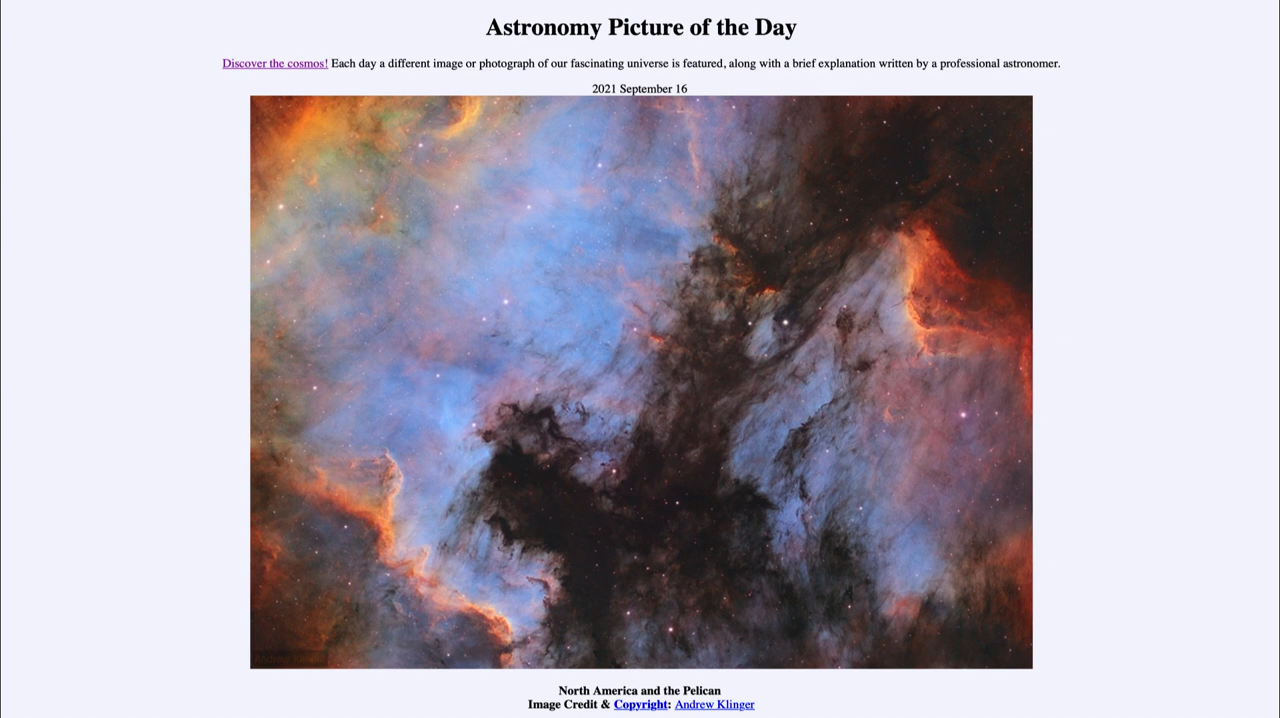 Astronomy Picture of the Day
Discover the cosmos! Each day a different image or photograph of our fascinating universe is featured, along with a brief explanation written by a professional astronomer.
2021 September 16
North America and the Pelican
Image Credit & Copyright: Andrew Klinger